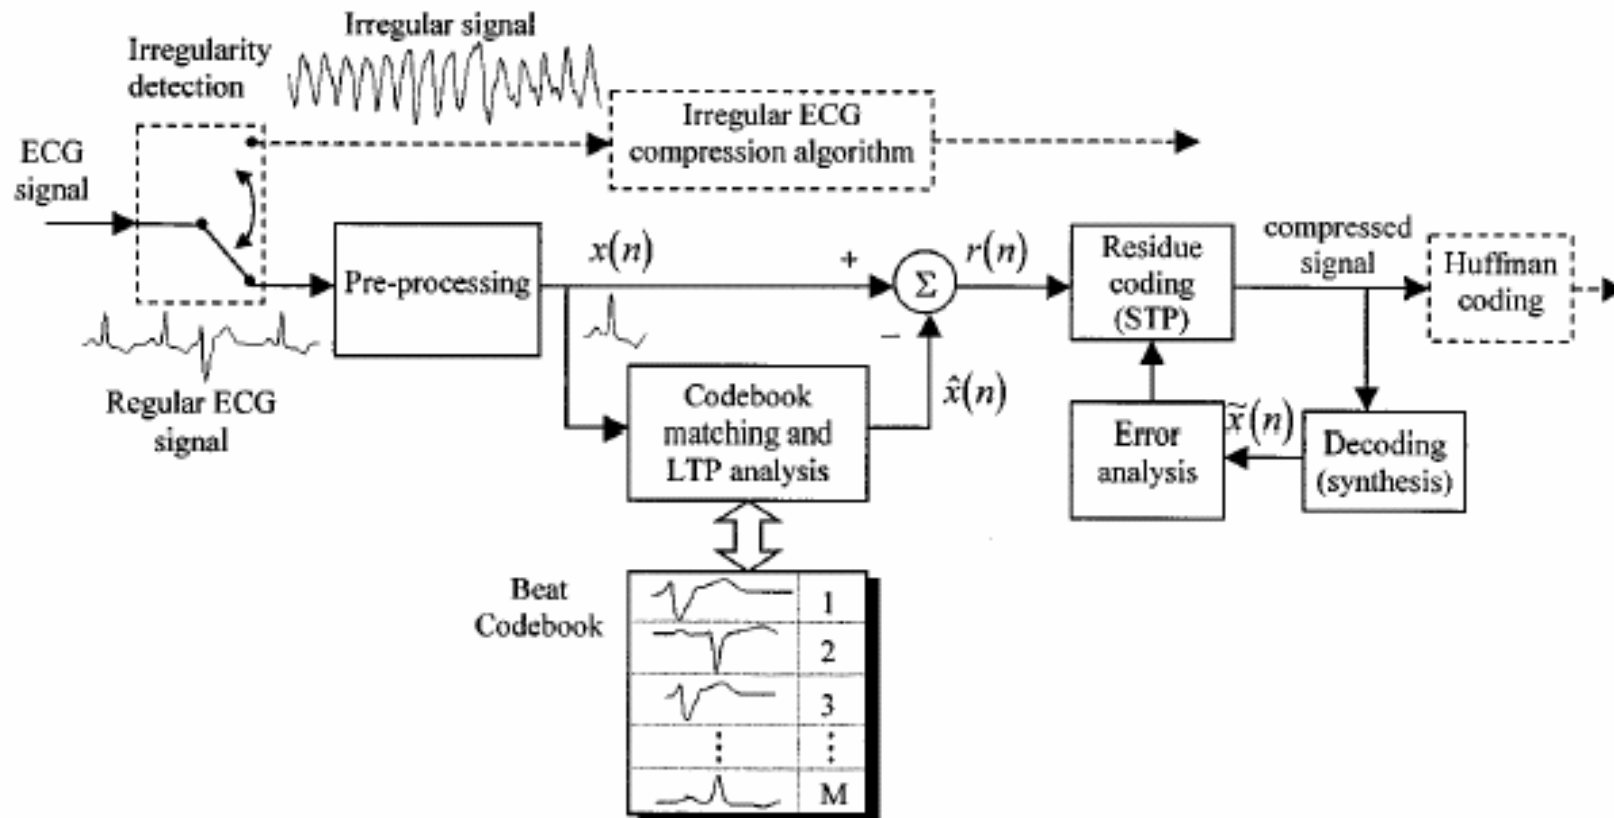 Irregular signal
Irregularity
detection
Irregular ECG
compression algorithm
ECG
signal
Pre-processing
x(n)
+
Σ
−
r(n)
Residue
coding
(STP)
compressed
signal
Huffman
coding
Regular ECG
signal
Codebook
matching and
LTP analysis
x̂(n)
Error
analysis
x̃(n)
Decoding
(synthesis)
Beat
Codebook
1
2
3
⋮ ⋮
M